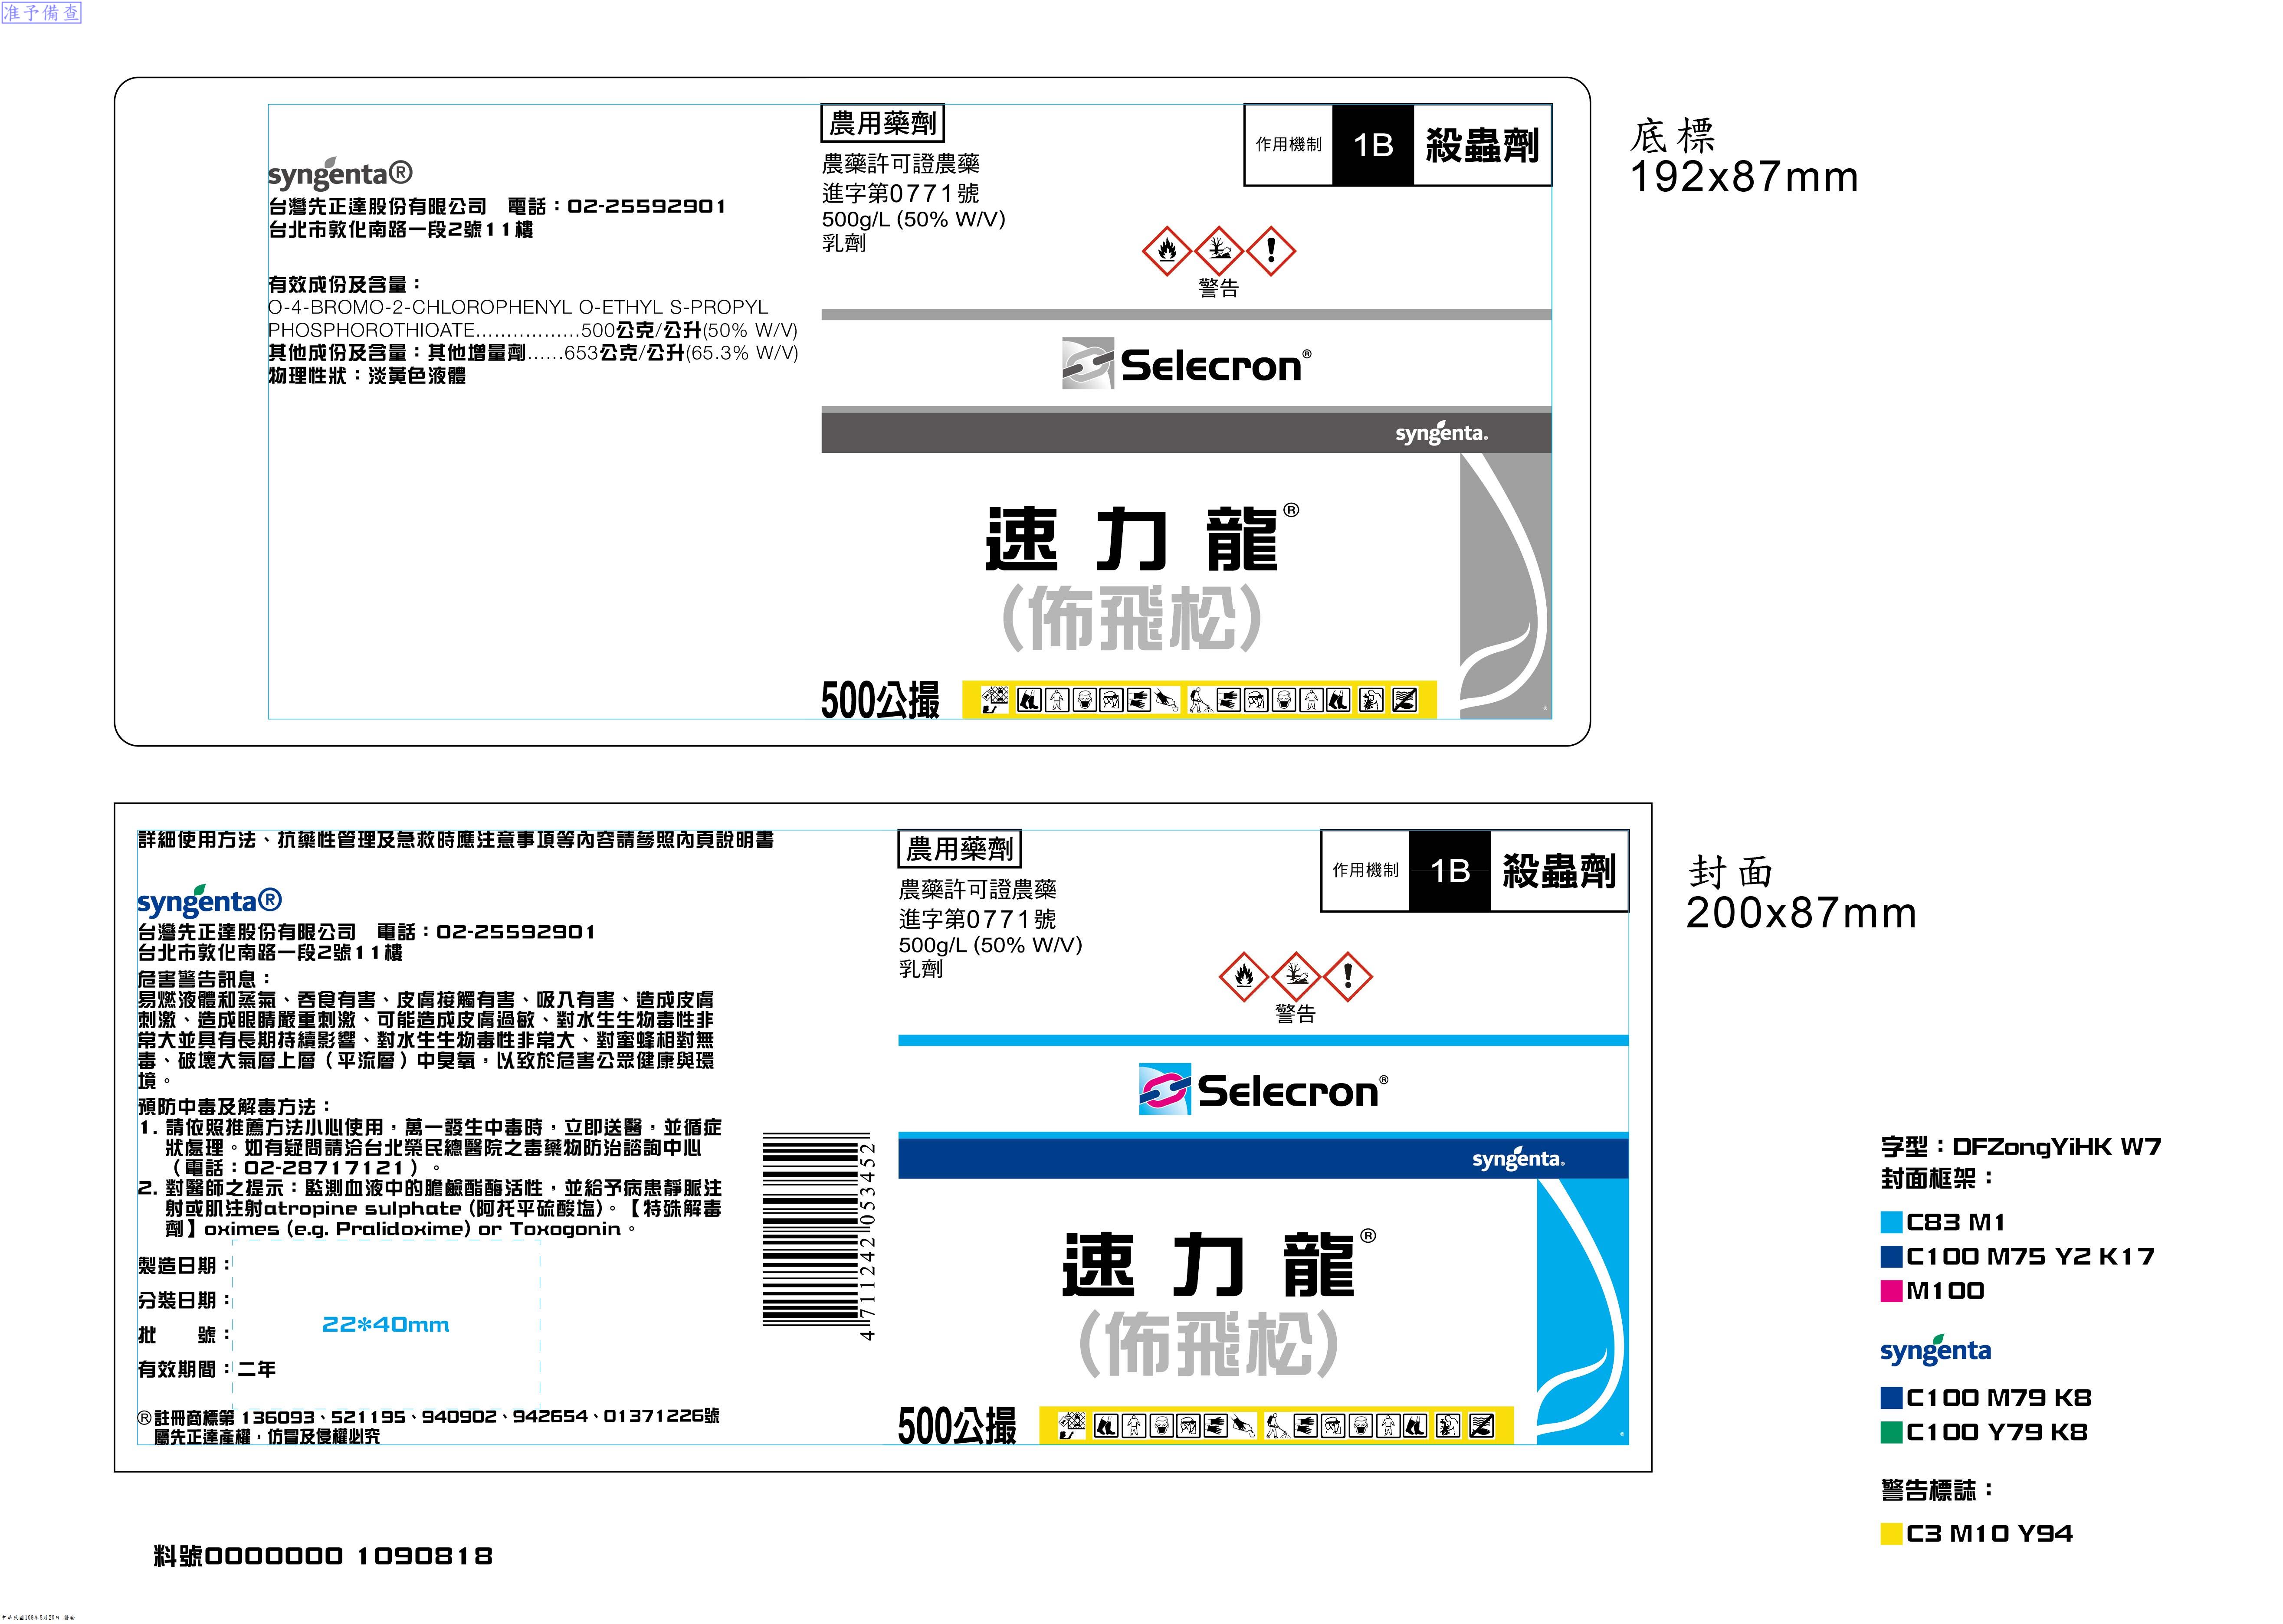 准予備查
農用藥劑
農藥許可證農藥
進字第0771號
500g/L (50% W/V)
乳劑
作用機制 1B 殺蟲劑
底標
192x87mm
syngenta®
台灣先正達股份有限公司 電話：02-25592901
台北市敦化南路一段2號11樓
有效成份及含量：
O-4-BROMO-2-CHLOROPHENYL O-ETHYL S-PROPYL
PHOSPHOROTHIOATE.................500公克/公升(50% W/V)
其他成份及含量：其他增量劑......653公克/公升(65.3% W/V)
物理性狀：淡黃色液體
警告
Selecron®
syngenta.
速力龍®
(佈飛松)
500公撮
詳細使用方法、抗藥性管理及急救時應注意事項等內容請參照內頁說明書
syngenta®
台灣先正達股份有限公司 電話：02-25592901
台北市敦化南路一段2號11樓
危害警告訊息：
易燃液體和蒸氣、吞食有害、皮膚接觸有害、吸入有害、造成皮膚
刺激、造成眼睛嚴重刺激、可能造成皮膚過敏、對水生生物毒性非
常大並具有長期持續影響、對水生生物毒性非常大、對蜜蜂相對無
毒、破壞大氣層上層（平流層）中臭氧，以致於危害公眾健康與環
境。
預防中毒及解毒方法：
1. 請依照推薦方法小心使用，萬一發生中毒時，立即送醫，並循症
狀處理。如有疑問請洽台北榮民總醫院之毒藥物防治諮詢中心
（電話：02-28717121）。
2. 對醫師之提示：監測血液中的膽鹼酯酶活性，並給予病患靜脈注
射或肌注射atropine sulphate (阿托平硫酸塩)。【特殊解毒
劑】oximes (e.g. Pralidoxime) or Toxogonin。
製造日期：
分裝日期：
批 號：
有效期間：二年
22*40mm
®註冊商標第 136093、521195、940902、942654、01371226號
屬先正達產權，仿冒及侵權必究
4711242053452
農用藥劑
農藥許可證農藥
進字第0771號
500g/L (50% W/V)
乳劑
作用機制 1B 殺蟲劑
警告
Selecron®
syngenta.
速力龍®
(佈飛松)
500公撮
封面
200x87mm
字型：DFZongYiHK W7
封面框架：
C83 M1
C100 M75 Y2 K17
M100
syngenta
C100 M79 K8
C100 Y79 K8
警告標誌：
C3 M10 Y94
料號0000000 1090818